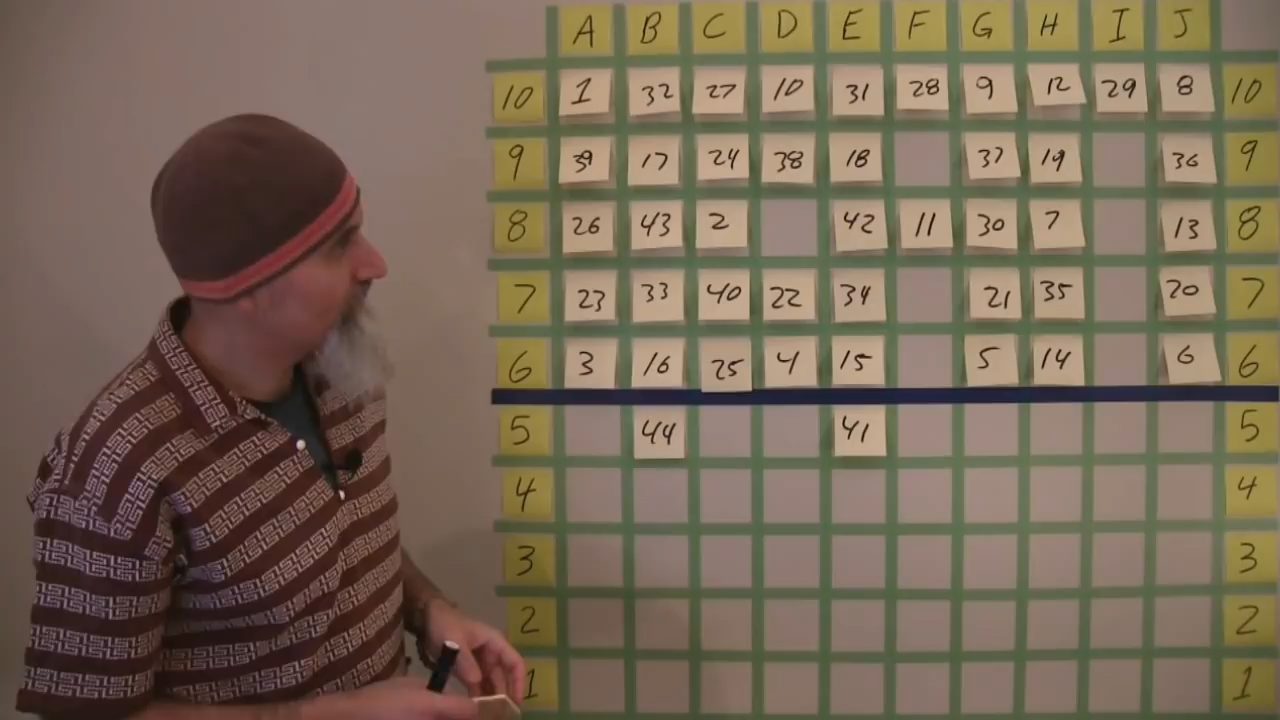 A B C D E F G H I J
10 1 32 27 10 31 28 9 12 29 8 10
9 39 17 24 38 18 37 19 36 9
8 26 43 2 42 11 30 7 13 8
7 23 33 40 22 34 21 35 20 7
6 3 16 25 4 15 5 14 6 6
5 44 41 5
4 4
3 3
2 2
1 1